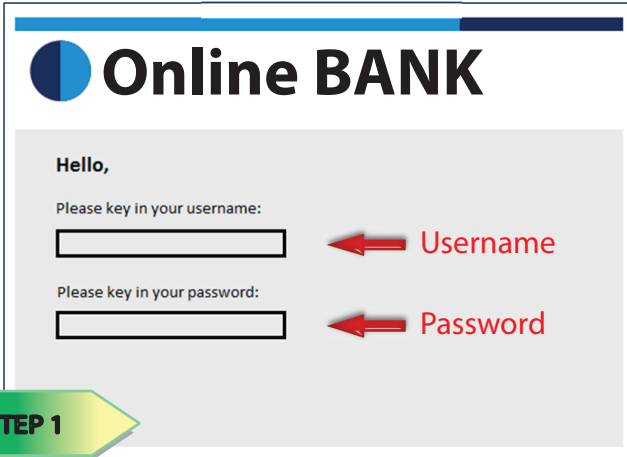 Online BANK
Hello,
Please key in your username:
Username
Please key in your password:
Password
TEP 1